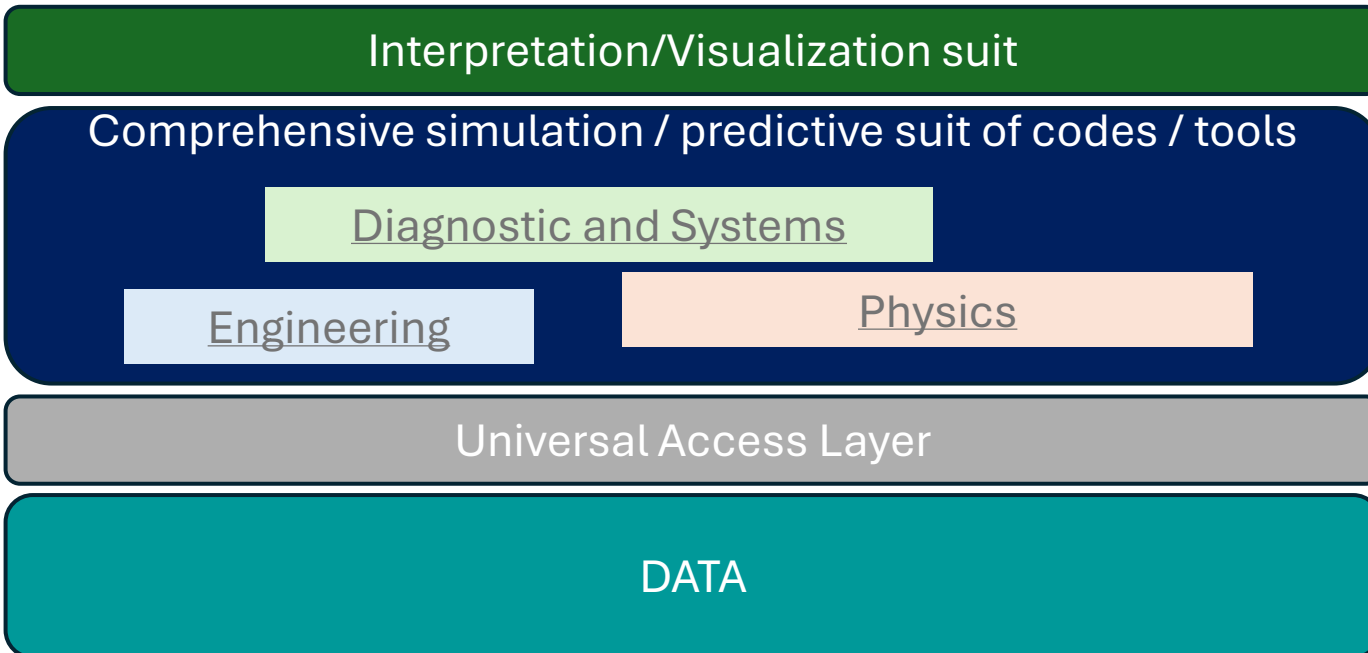 Interpretation/Visualization suit
Comprehensive simulation / predictive suit of codes / tools
Diagnostic and Systems
Engineering
Physics
Universal Access Layer
DATA